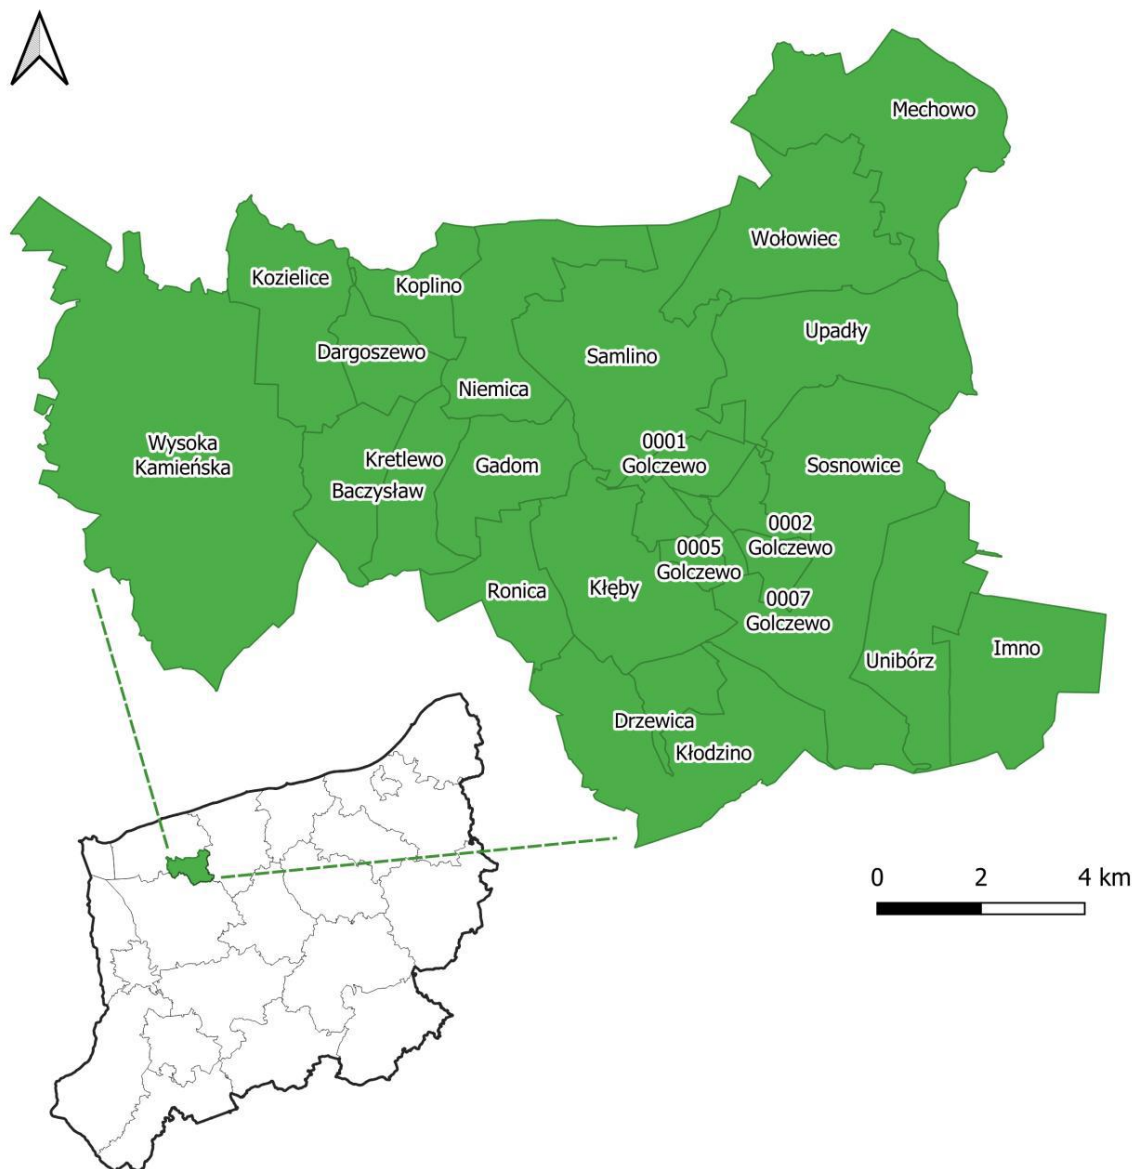 Mechowo
Wołowiec
Kozielice
Koplino
Upadły
Dargoszewo
Samlino
Niemica
Wysoka
Kamieńska
0001
Golczewo
Kretlewo
Gadom
Sosnowice
Baczysław
0002
Golczewo
0005
Golczewo
Ronica
Kłęby
0007
Golczewo
Unibórz
Imno
Drzewica
Kłodzino
0 2 4 km